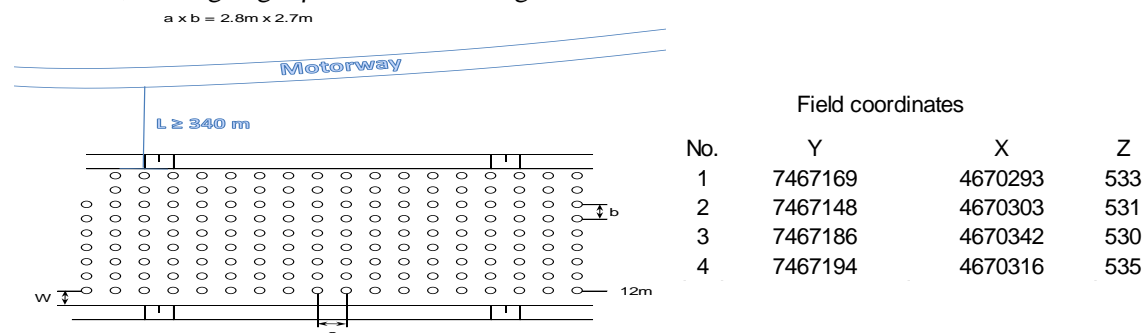 a x b = 2.8m x 2.7m
Motorway
L ≥ 340 m
b
W
12m
Field coordinates
No. Y X Z
1 7467169 4670293 533
2 7467148 4670303 531
3 7467186 4670342 530
4 7467194 4670316 535